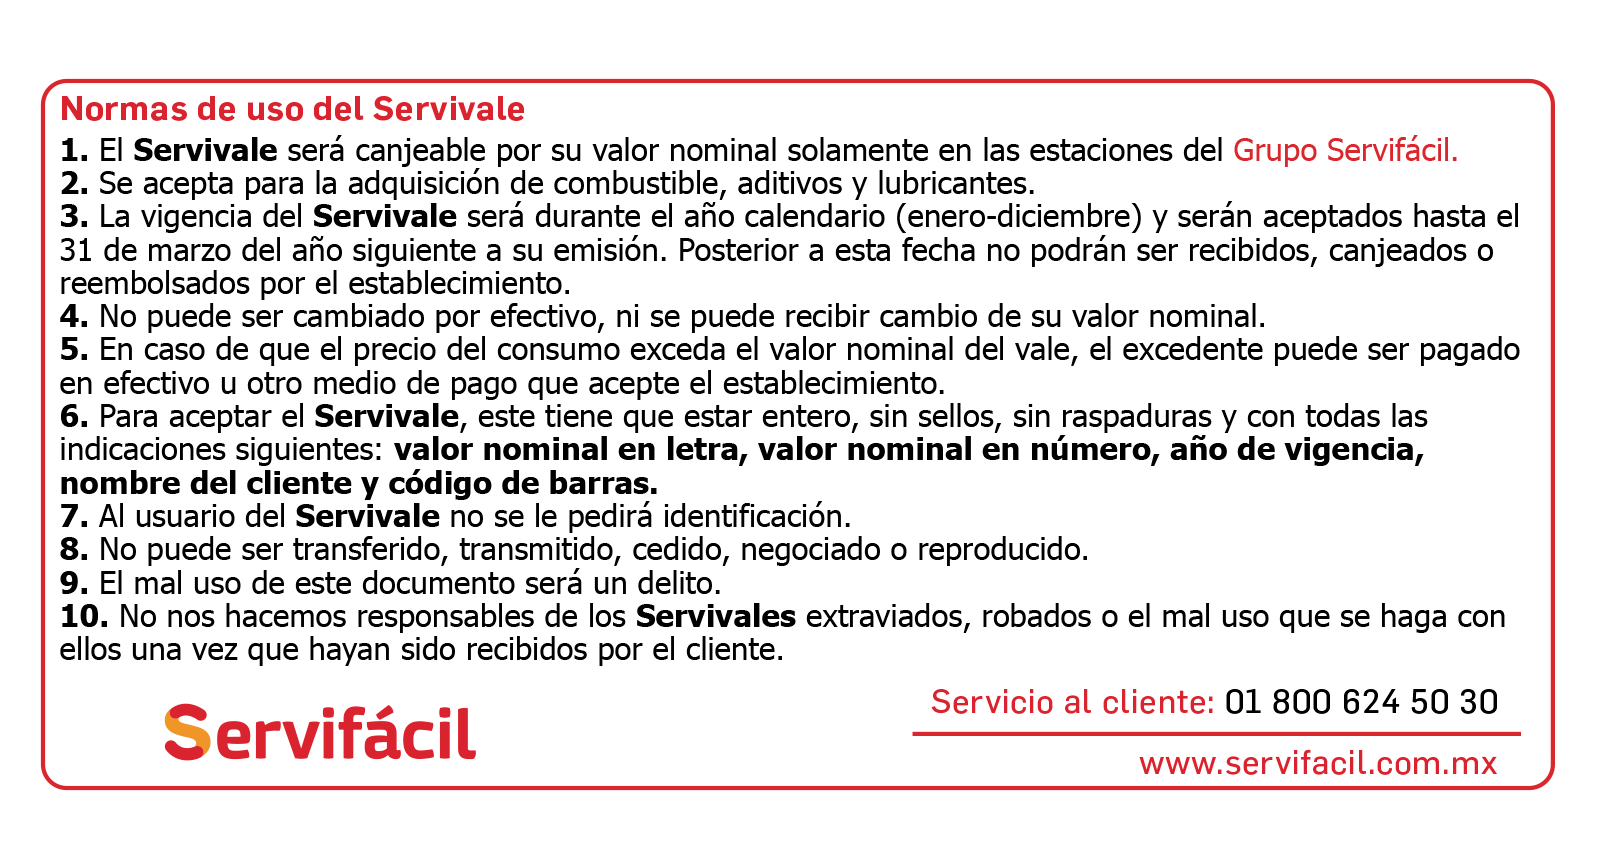 Normas de uso del Servivale
1. El Servivale será canjeable por su valor nominal solamente en las estaciones del Grupo Servifácil.
2. Se acepta para la adquisición de combustible, aditivos y lubricantes.
3. La vigencia del Servivale será durante el año calendario (enero-diciembre) y serán aceptados hasta el
31 de marzo del año siguiente a su emisión. Posterior a esta fecha no podrán ser recibidos, canjeados o
reembolsados por el establecimiento.
4. No puede ser cambiado por efectivo, ni se puede recibir cambio de su valor nominal.
5. En caso de que el precio del consumo exceda el valor nominal del vale, el excedente puede ser pagado
en efectivo u otro medio de pago que acepte el establecimiento.
6. Para aceptar el Servivale, este tiene que estar entero, sin sellos, sin raspaduras y con todas las
indicaciones siguientes: valor nominal en letra, valor nominal en número, año de vigencia,
nombre del cliente y código de barras.
7. Al usuario del Servivale no se le pedirá identificación.
8. No puede ser transferido, transmitido, cedido, negociado o reproducido.
9. El mal uso de este documento será un delito.
10. No nos hacemos responsables de los Servivales extraviados, robados o el mal uso que se haga con
ellos una vez que hayan sido recibidos por el cliente.
Servifácil
Servicio al cliente: 01 800 624 50 30
www.servifacil.com.mx